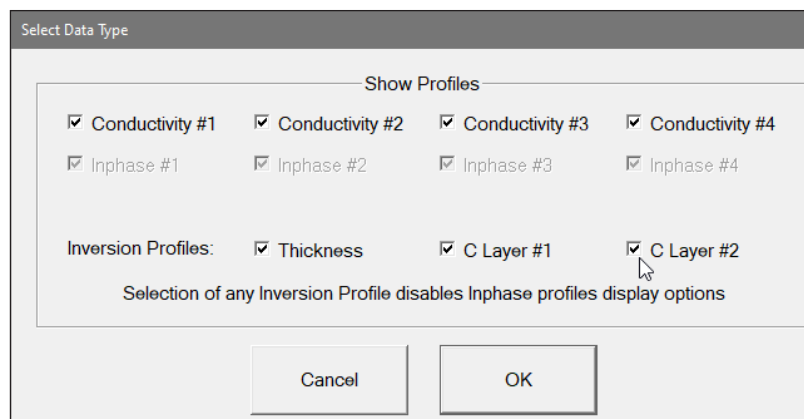 Select Data Type
Show Profiles
Conductivity #1 Conductivity #2 Conductivity #3 Conductivity #4
Inphase #1 Inphase #2 Inphase #3 Inphase #4
Inversion Profiles: Thickness C Layer #1 C Layer #2
Selection of any Inversion Profile disables Inphase profiles display options
Cancel OK